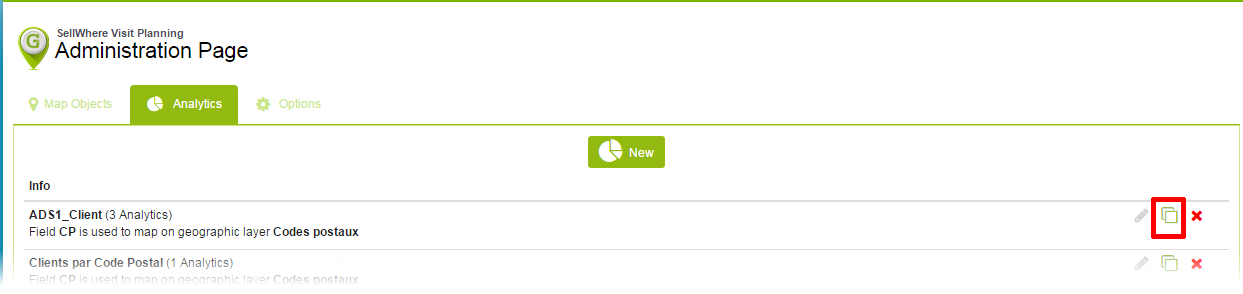 SellWhere Visit Planning
G
Administration Page
Map Objects Analytics Options
New
Info
ADS1_Client (3 Analytics)
Field CP is used to map on geographic layer Codes postaux
Clients par Code Postal (1 Analytics)
Field CP is used to map on geographic layer Codes postaux